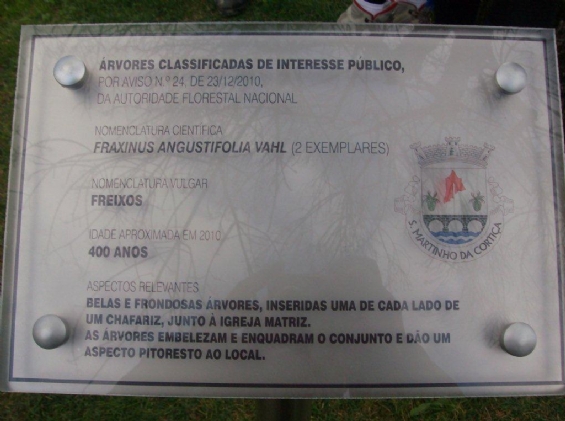 ÁRVORES CLASSIFICADAS DE INTERESSE PÚBLICO,
POR AVISO N.º 24, DE 23/12/2010,
DA AUTORIDADE FLORESTAL NACIONAL
NOMENCLATURA CIENTÍFICA
FRAXINUS ANGUSTIFOLIA VAHL (2 EXEMPLARES)
NOMENCLATURA VULGAR
FREIXOS
IDADE APROXIMADA EM 2010
400 ANOS
ASPECTOS RELEVANTES
BELAS E FRONDOSAS ÁRVORES, INSERIDAS UMA DE CADA LADO DE
UM CHAFARIZ, JUNTO À IGREJA MATRIZ.
AS ÁRVORES EMBELEZAM E ENQUADRAM O CONJUNTO E DÃO UM
ASPECTO PITORESTO AO LOCAL.
S. MARTINHO DA CORTIÇA